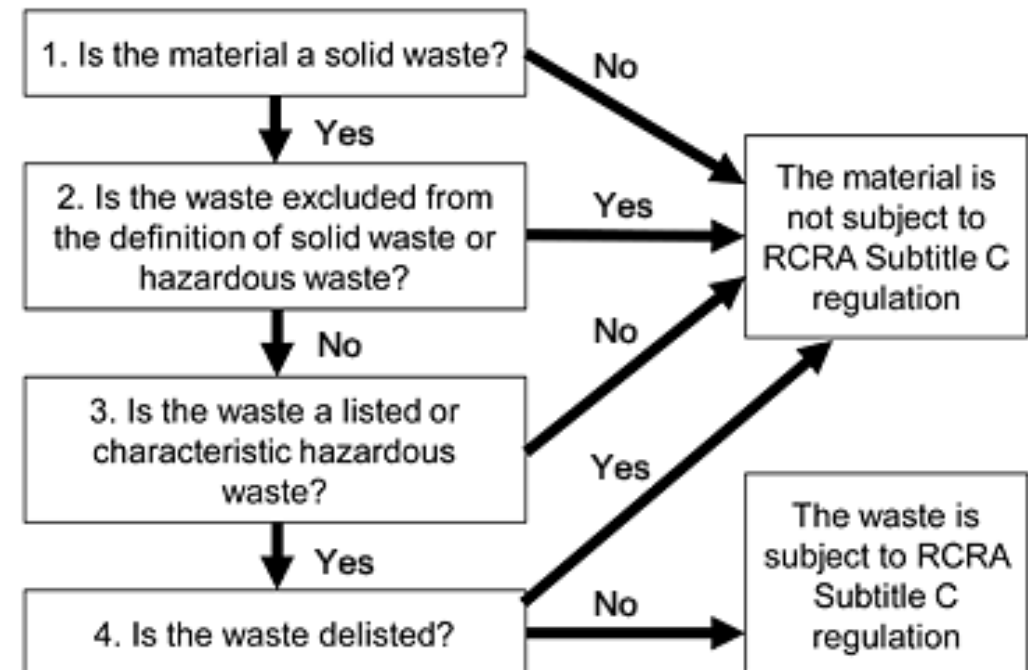 1. Is the material a solid waste?
No
Yes
2. Is the waste excluded from
the definition of solid waste or
hazardous waste?
Yes
The material is
not subject to
RCRA Subtitle C
regulation
No
No
3. Is the waste a listed or
characteristic hazardous
waste?
Yes
Yes
4. Is the waste delisted?
No
The waste is
subject to RCRA
Subtitle C
regulation